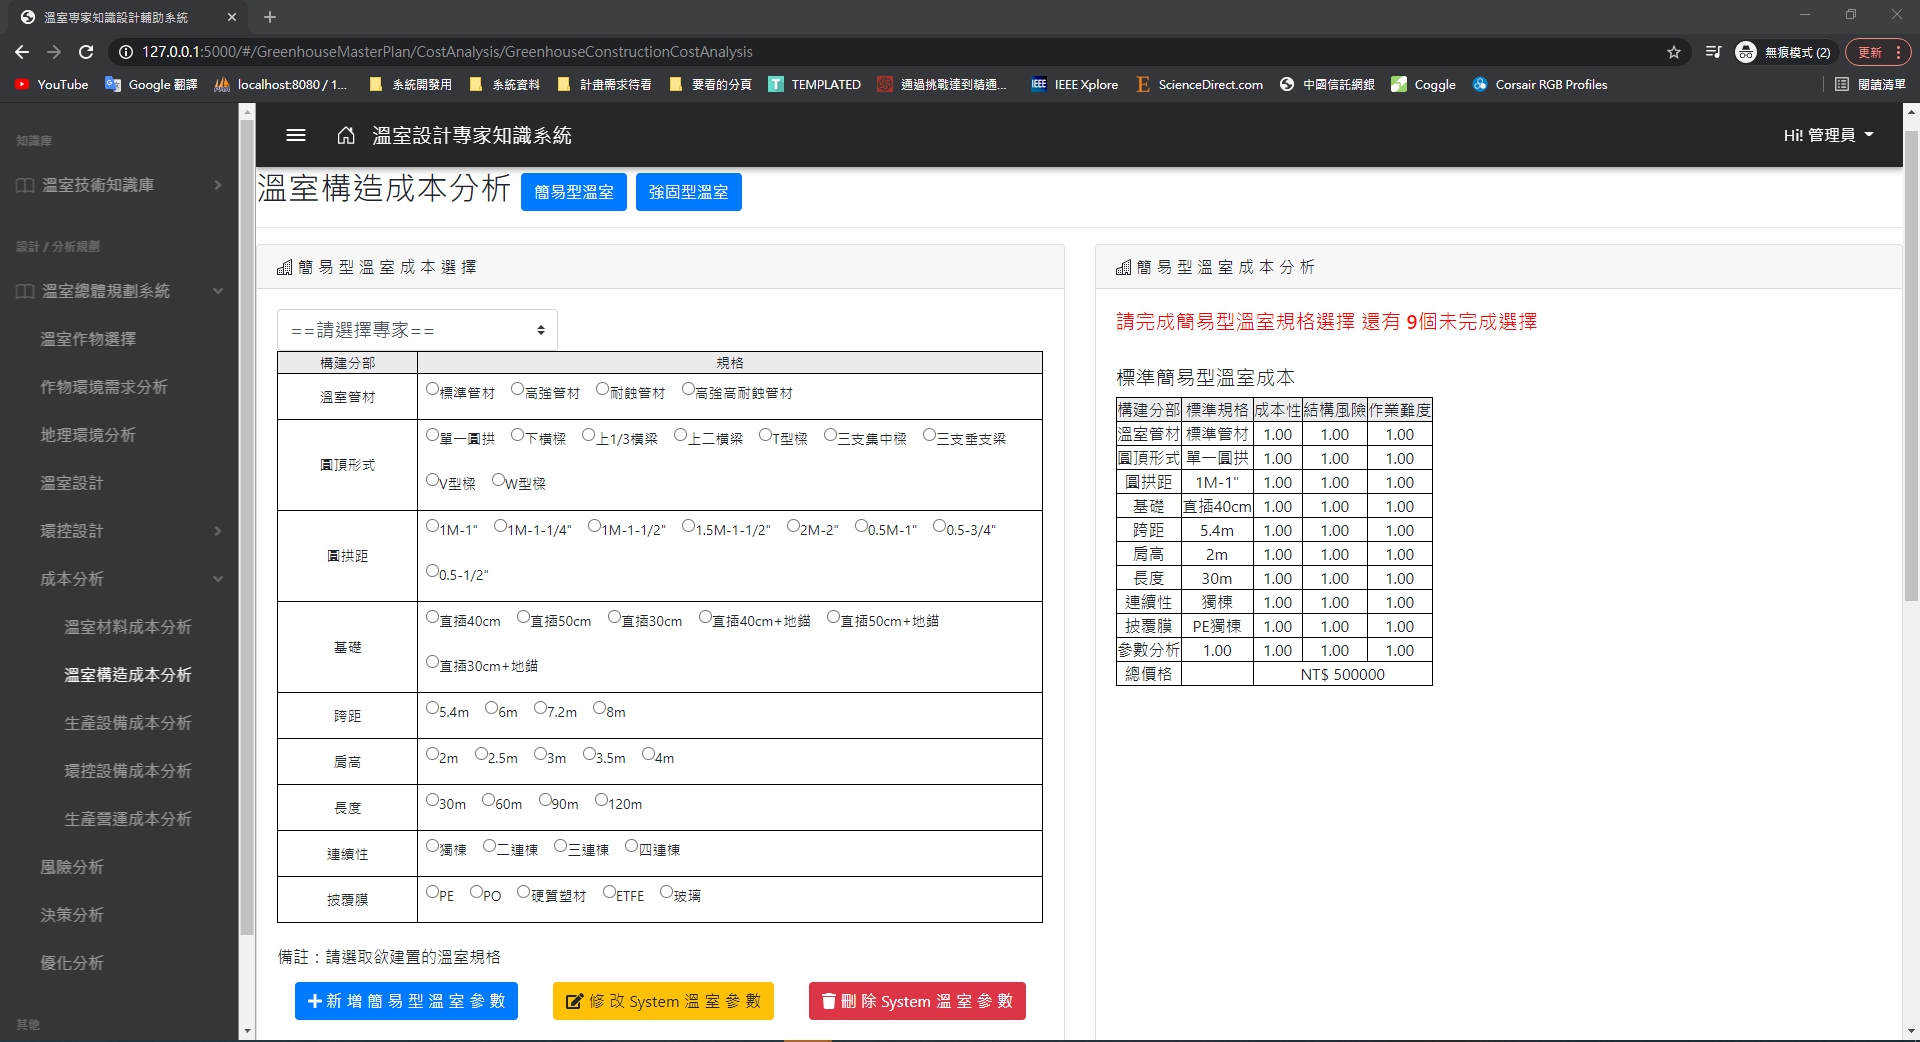 溫室專家知識設計輔助系統
127.0.0.1:5000/#/GreenhouseMasterPlan/CostAnalysis/GreenhouseConstructionCostAnalysis
無痕模式 (2)
更新
YouTube
Google 翻譯
localhost:8080 / 1...
系統開發用
系統資料
計畫需求待看
要看的分頁
TEMPLATED
通過挑戰達到精通...
IEEE Xplore
ScienceDirect.com
中國信託網銀
Coggle
Corsair RGB Profiles
閱讀清單
知識庫
溫室技術知識庫
設計 / 分析規劃
溫室總體規劃系統
溫室作物選擇
作物環境需求分析
地理環境分析
溫室設計
環控設計
成本分析
溫室材料成本分析
溫室構造成本分析
生產設備成本分析
環控設備成本分析
生產營運成本分析
風險分析
決策分析
優化分析
其他
溫室設計專家知識系統
Hi! 管理員
溫室構造成本分析 簡易型溫室 強固型溫室
簡易型溫室成本選擇
==請選擇專家==
構建分部 規格
溫室管材 標準管材 高強管材 耐蝕管材 高強高耐蝕管材
圓頂形式 單一圓拱 下橫樑 上1/3橫梁 上二橫梁 T型樑 三支集中樑 三支垂支梁
V型樑 W型樑
圓拱距 1M-1" 1M-1-1/4" 1M-1-1/2" 1.5M-1-1/2" 2M-2" 0.5M-1" 0.5-3/4"
0.5-1/2"
基礎 直插40cm 直插50cm 直插30cm 直插40cm+地錨 直插50cm+地錨
直插30cm+地錨
跨距 5.4m 6m 7.2m 8m
肩高 2m 2.5m 3m 3.5m 4m
長度 30m 60m 90m 120m
連續性 獨棟 二連棟 三連棟 四連棟
披覆膜 PE PO 硬質塑材 ETFE 玻璃
備註：請選取欲建置的溫室規格
新增簡易型溫室參數
修改 System 溫室參數
刪除 System 溫室參數
簡易型溫室成本分析
請完成簡易型溫室規格選擇 還有 9個未完成選擇
標準簡易型溫室成本
構建分部 標準規格 成本性 結構風險 作業難度
溫室管材 標準管材 1.00 1.00 1.00
圓頂形式 單一圓拱 1.00 1.00 1.00
圓拱距 1M-1" 1.00 1.00 1.00
基礎 直插40cm 1.00 1.00 1.00
跨距 5.4m 1.00 1.00 1.00
肩高 2m 1.00 1.00 1.00
長度 30m 1.00 1.00 1.00
連續性 獨棟 1.00 1.00 1.00
披覆膜 PE獨棟 1.00 1.00 1.00
參數分析 1.00 1.00 1.00 1.00
總價格 NT$ 500000